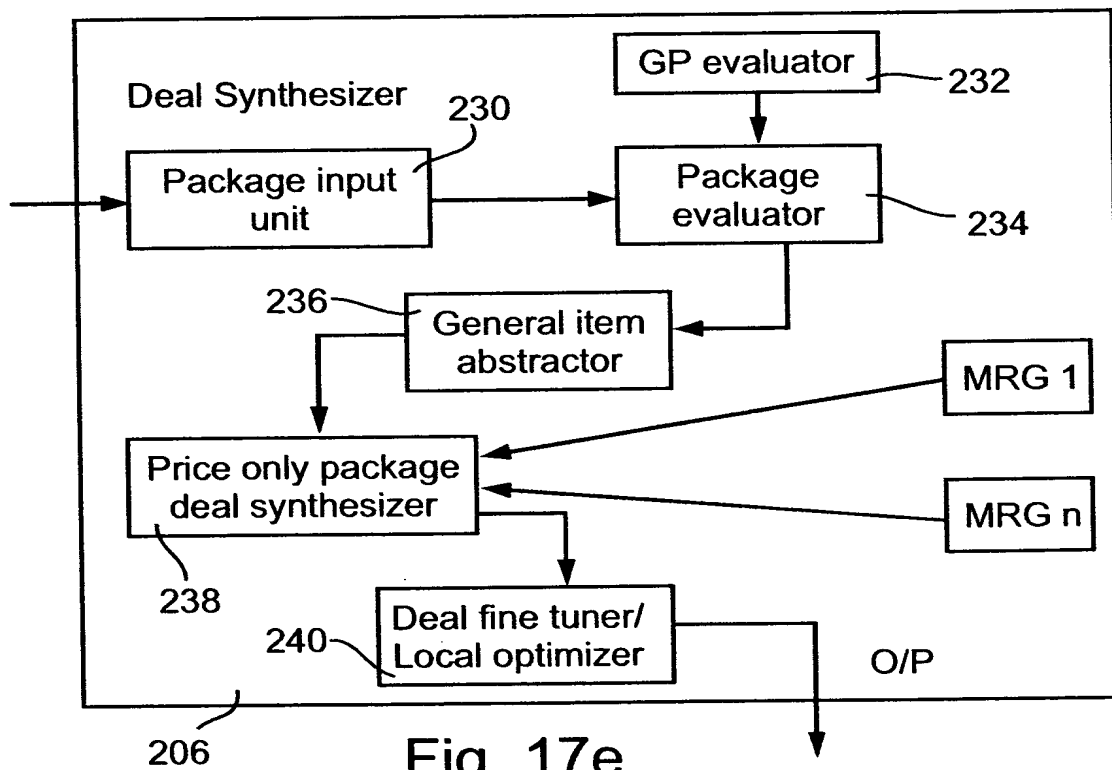 GP evaluator
232
Deal Synthesizer
230
Package input
unit
Package
evaluator
234
236
General item
abstractor
MRG 1
Price only package
deal synthesizer
MRG n
238
Deal fine tuner/
Local optimizer
240
O/P
206
Fig. 17e